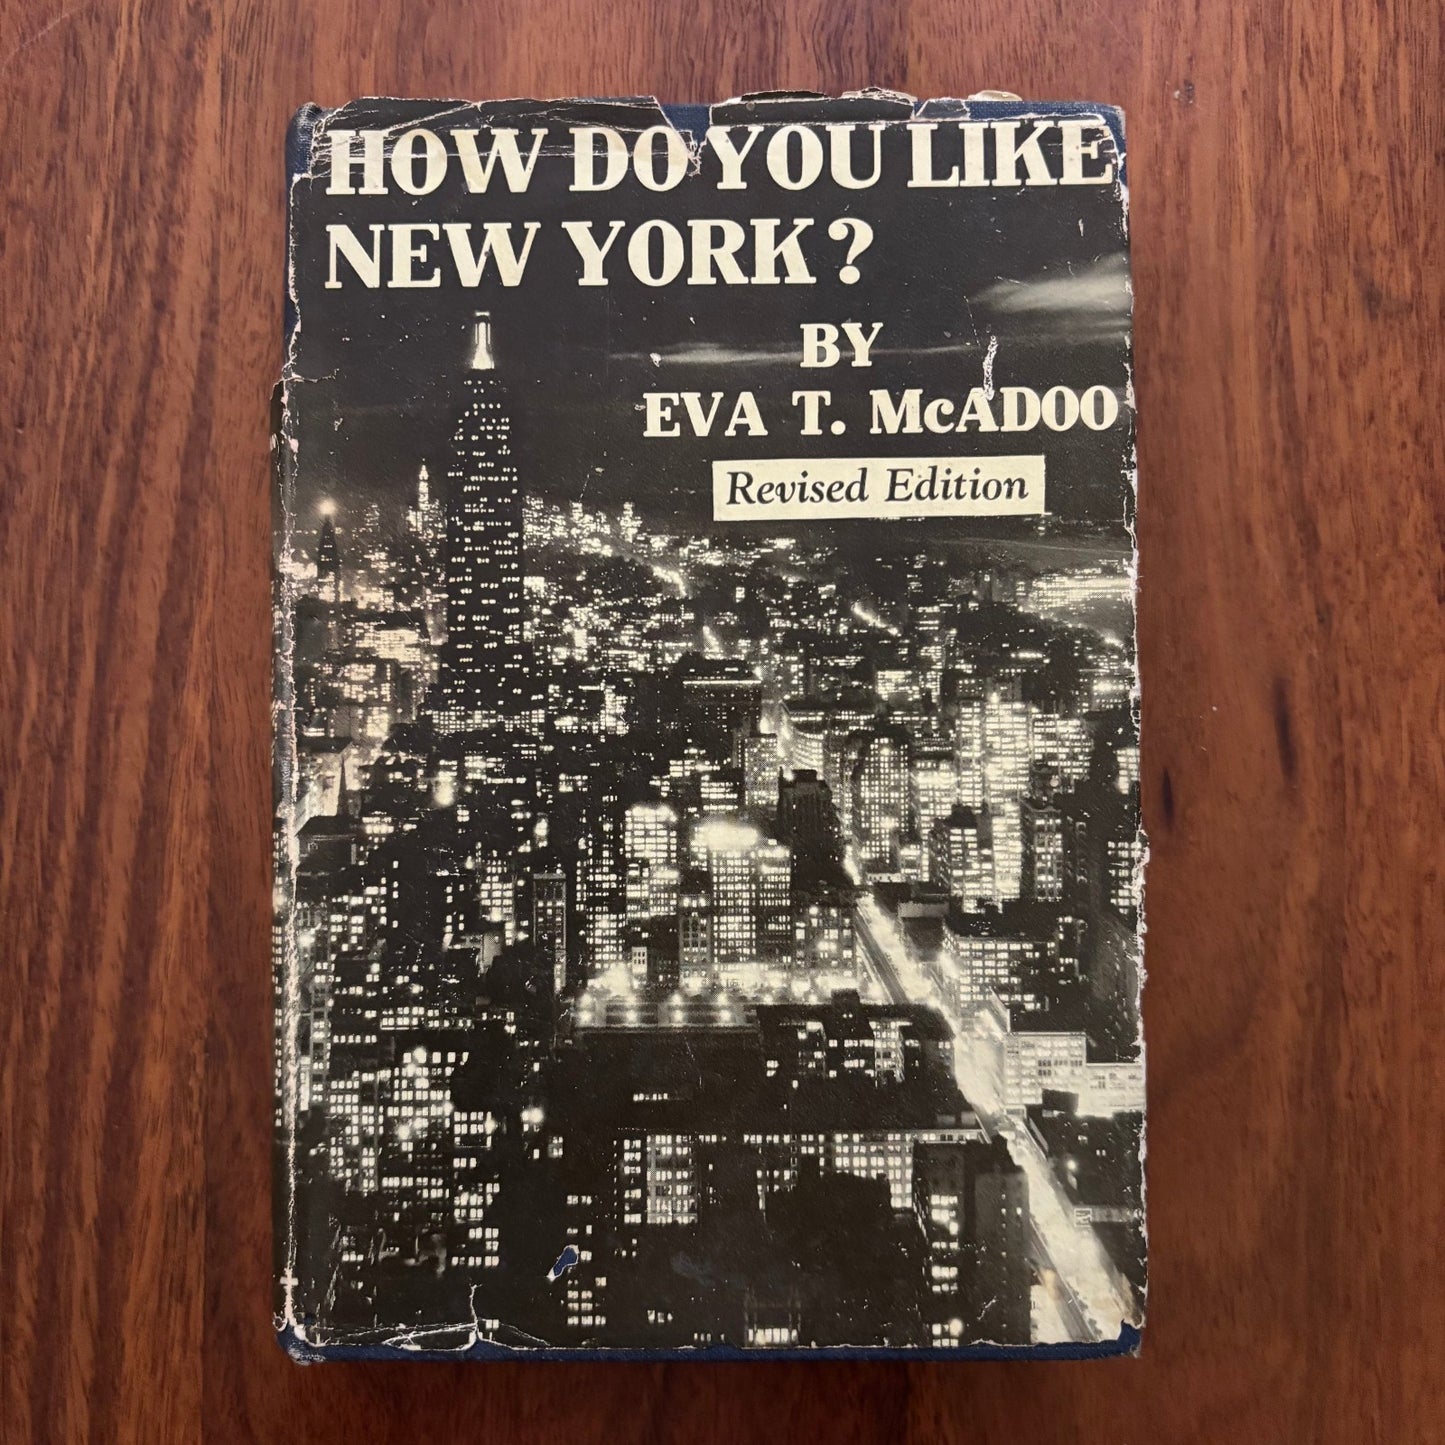 HOW DO YOU LIKE
NEW YORK?
BY
EVA T. McADOO
Revised Edition